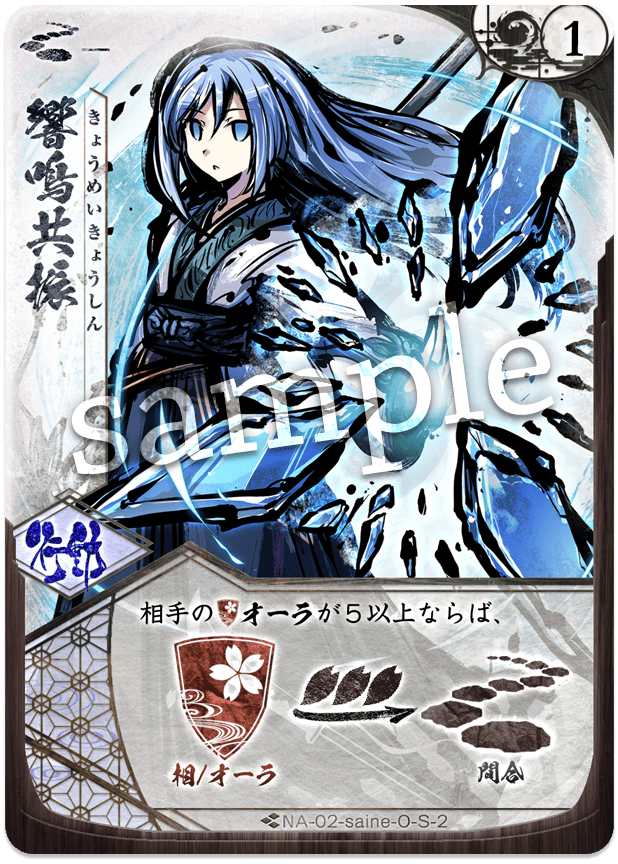 1
響鳴共振
きょうめいきょうしん
sample
行動
相手のオーラが5以上ならば、
相/オーラ
間合
NA-02-saine-O-S-2